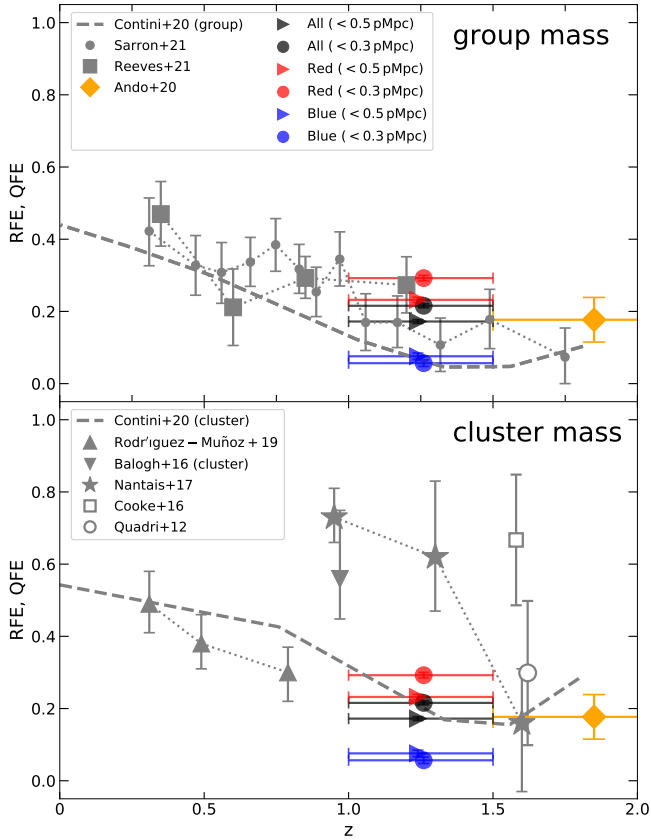 group mass
Contini+20 (group)
Sarron+21
Reeves+21
Ando+20
All (<0.5 pMpc)
All (<0.3 pMpc)
Red (<0.5 pMpc)
Red (<0.3 pMpc)
Blue (<0.5 pMpc)
Blue (<0.3 pMpc)
RFE, QFE
1.0
0.8
0.6
0.4
0.2
0.0
cluster mass
Contini+20 (cluster)
Rodr′ıguez−Muñoz+19
Balogh+16 (cluster)
Nantais+17
Cooke+16
Quadri+12
RFE, QFE
1.0
0.8
0.6
0.4
0.2
0.0
0 0.5 1.0 1.5 2.0
z